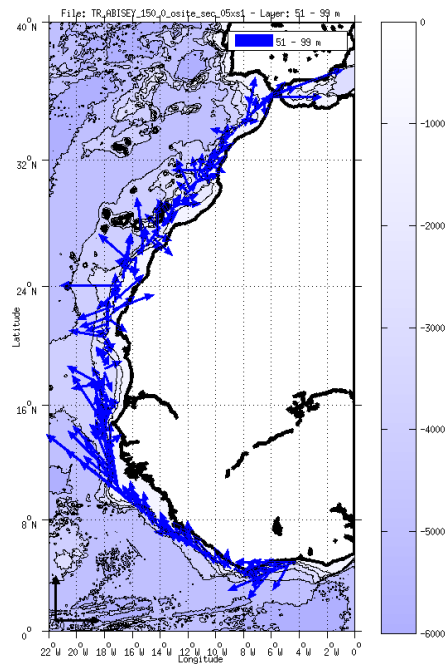 File: TR_ABISEY_150_0_osite_sec_05xs1 - Layer: 51 - 99 m
51 - 99 m
40°N
32°N
24°N
16°N
8°N
0°
Latitude
22°W 20°W 18°W 16°W 14°W 12°W 10°W 8°W 6°W 4°W 2°W 0°
Longitude
0
-1000
-2000
-3000
-4000
-5000
-6000